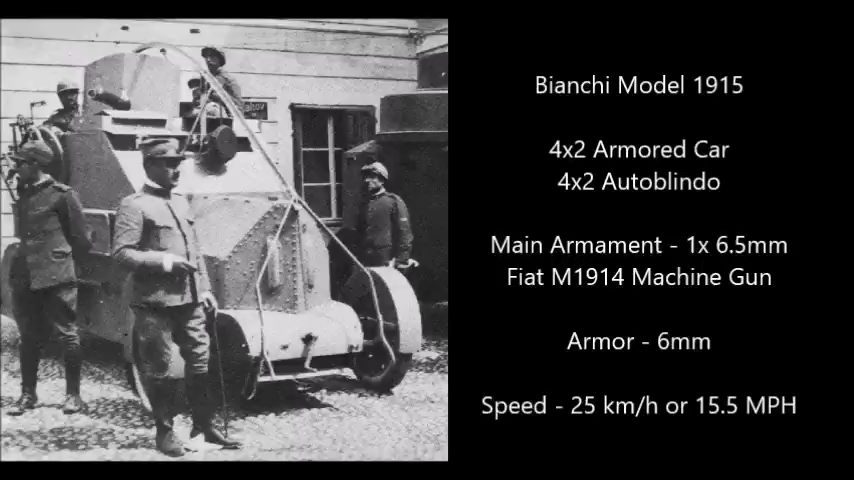 Bianchi Model 1915
4x2 Armored Car
4x2 Autoblindo
Main Armament - 1x 6.5mm
Fiat M1914 Machine Gun
Armor - 6mm
Speed - 25 km/h or 15.5 MPH